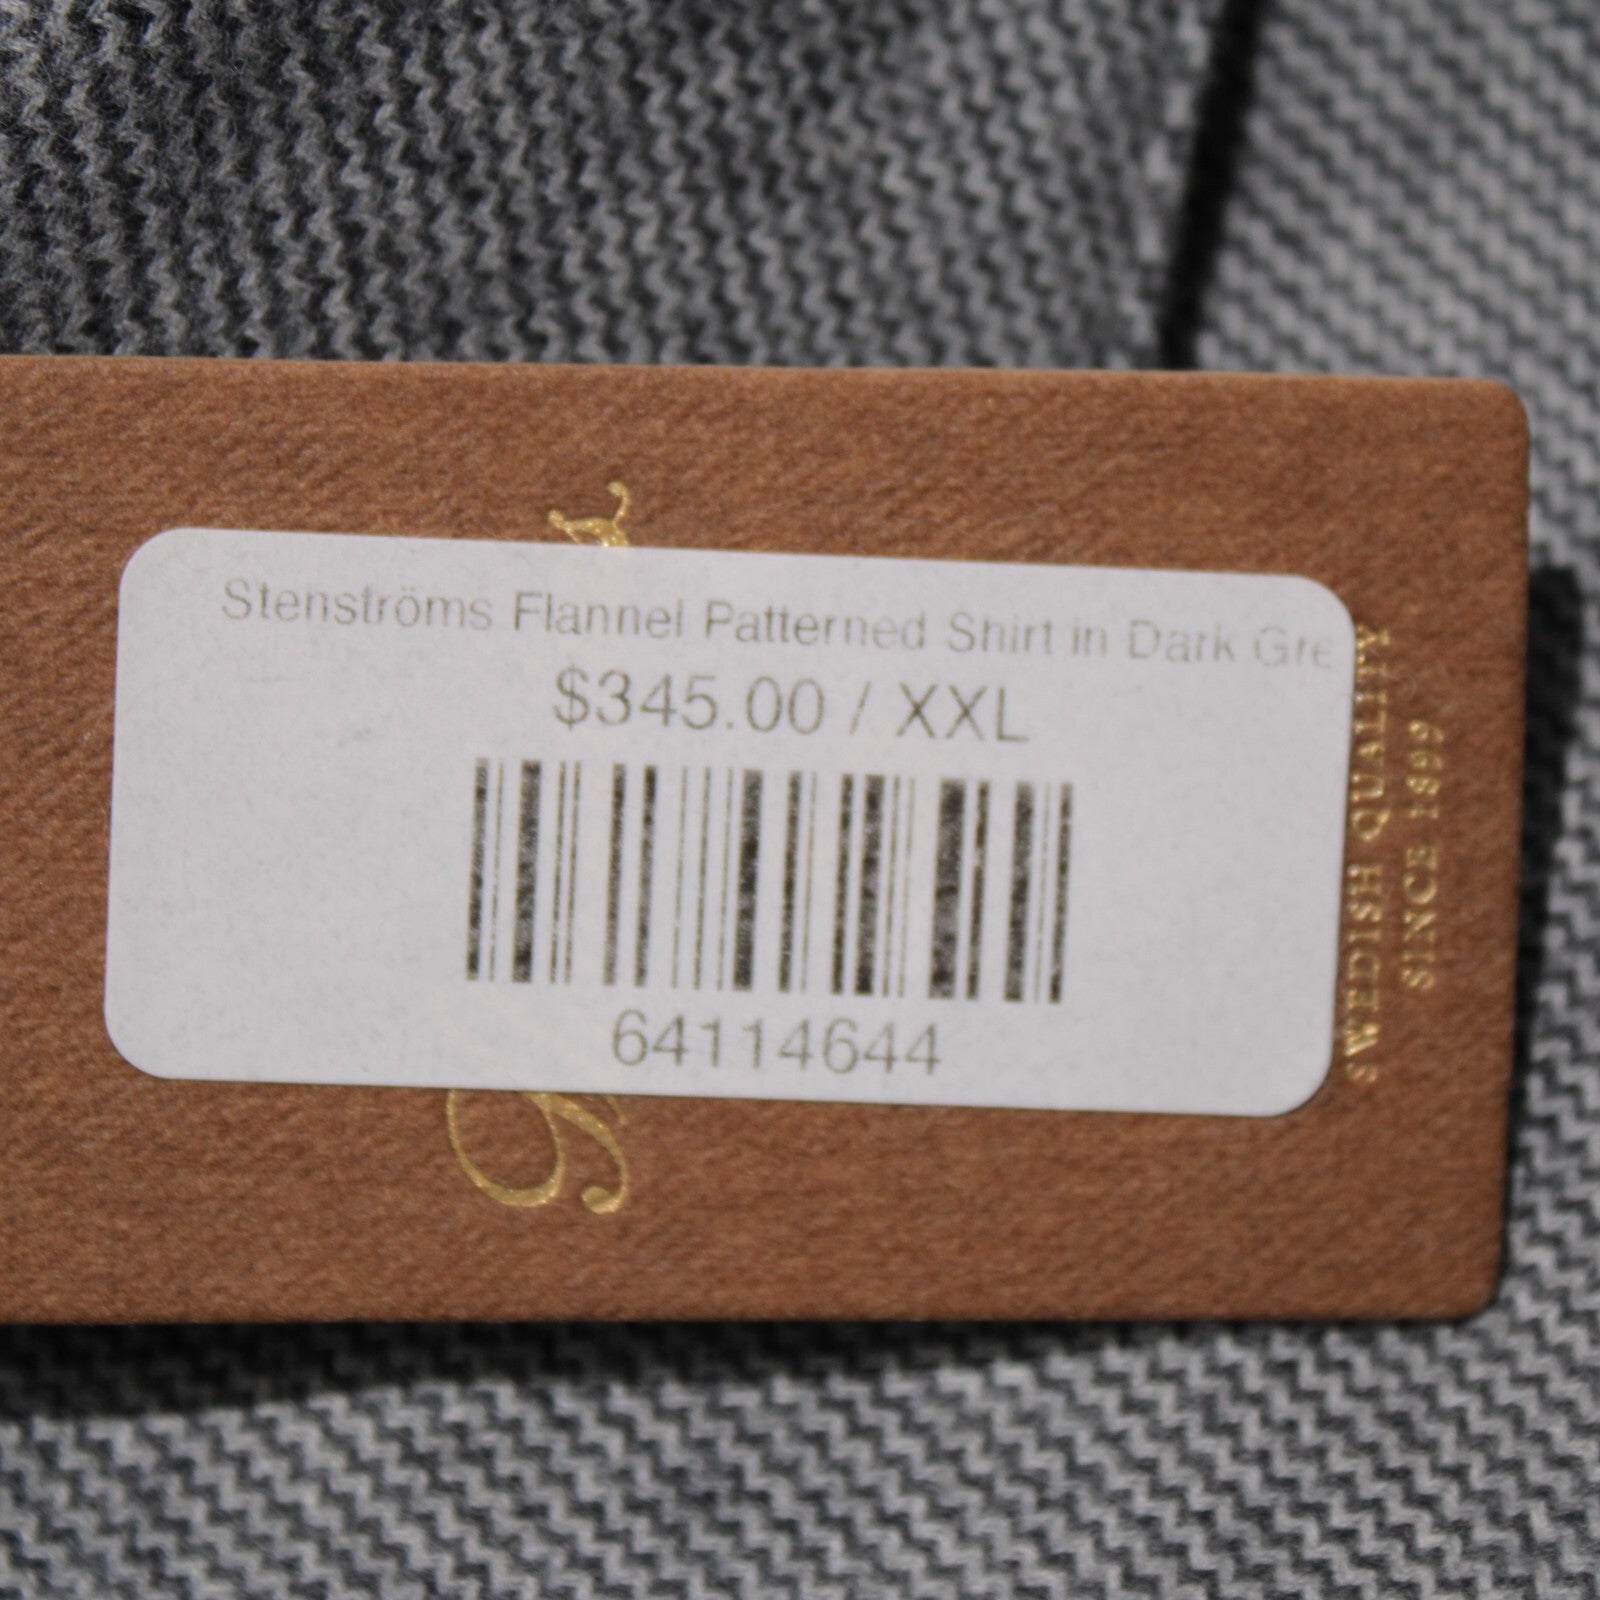 Stenströms Flannel Patterned Shirt in Dark Gre
$345.00 / XXL
64114644
SWEDISH QUALITY
SINCE 1899